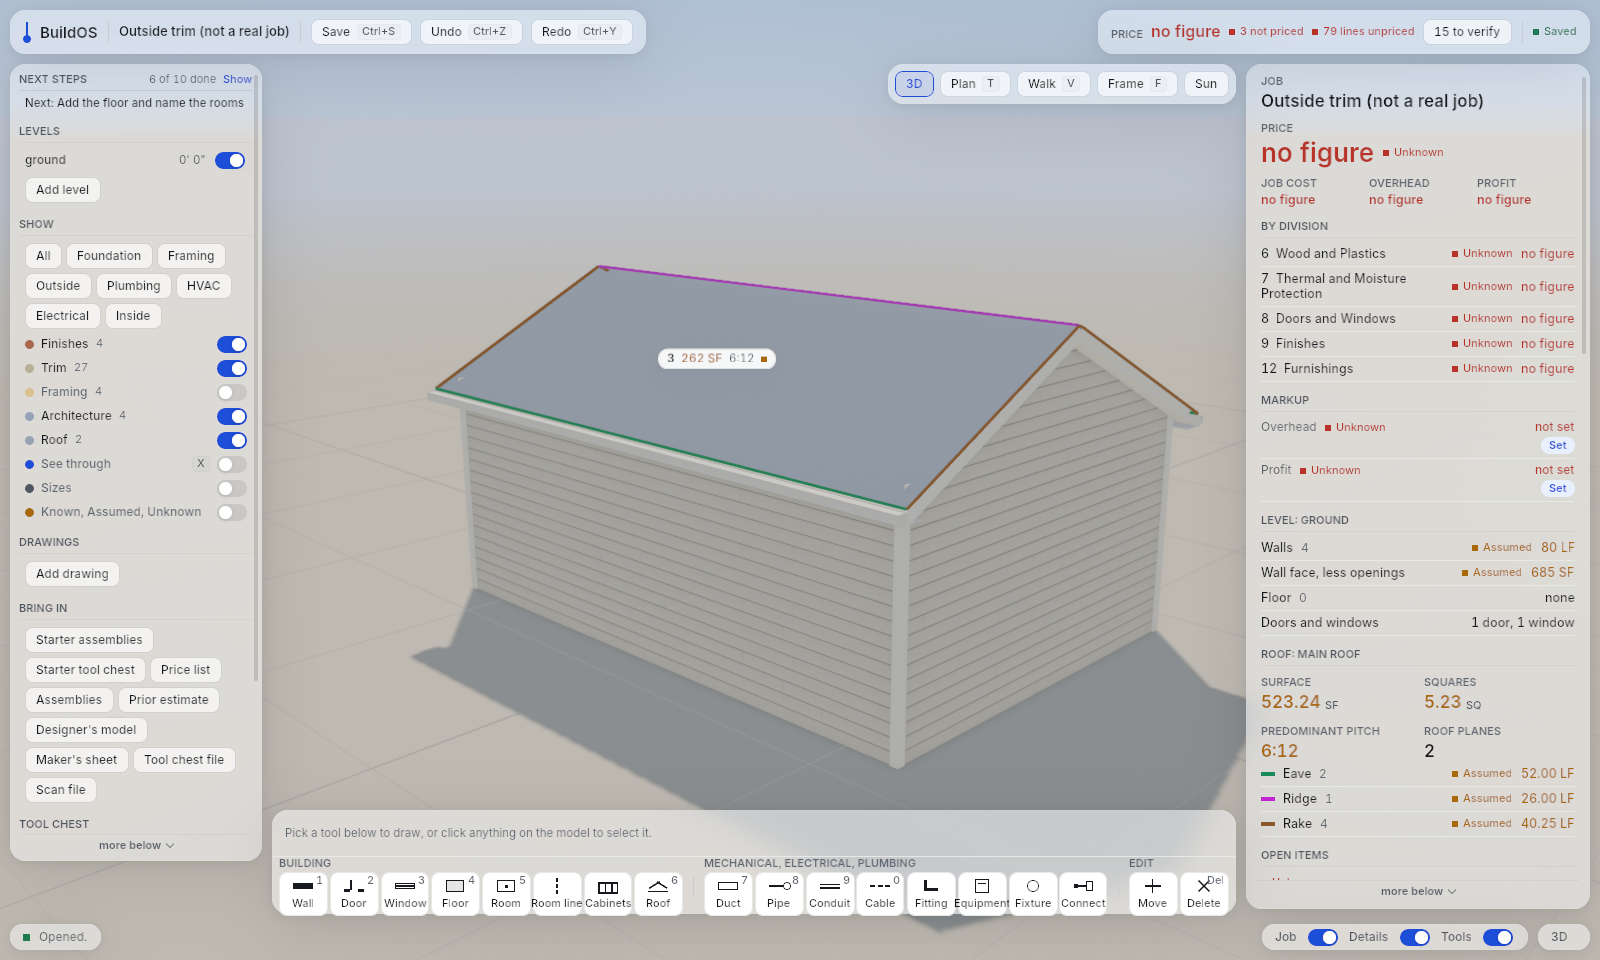 BuildOS
Outside trim (not a real job)
Save Ctrl+S
Undo Ctrl+Z
Redo Ctrl+Y
PRICE no figure 3 not priced 79 lines unpriced 15 to verify Saved
NEXT STEPS 6 of 10 done Show
Next: Add the floor and name the rooms
LEVELS
ground 0' 0"
Add level
SHOW
All Foundation Framing
Outside Plumbing HVAC
Electrical Inside
Finishes 4
Trim 27
Framing 4
Architecture 4
Roof 2
See through X
Sizes
Known, Assumed, Unknown
DRAWINGS
Add drawing
BRING IN
Starter assemblies
Starter tool chest Price list
Assemblies Prior estimate
Designer's model
Maker's sheet Tool chest file
Scan file
TOOL CHEST
more below
Opened.
3D Plan T Walk V Frame F Sun
3 262 SF 6:12
Pick a tool below to draw, or click anything on the model to select it.
BUILDING
1 2 3 4 5 6
Wall Door Window Floor Room Room line Cabinets Roof
MECHANICAL, ELECTRICAL, PLUMBING
7 8 9 0
Duct Pipe Conduit Cable Fitting Equipment Fixture Connect
EDIT
Del
Move Delete
JOB
Outside trim (not a real job)
PRICE
no figure Unknown
JOB COST OVERHEAD PROFIT
no figure no figure no figure
BY DIVISION
6 Wood and Plastics Unknown no figure
7 Thermal and Moisture
Protection Unknown no figure
8 Doors and Windows Unknown no figure
9 Finishes Unknown no figure
12 Furnishings Unknown no figure
MARKUP
Overhead Unknown not set
Set
Profit Unknown not set
Set
LEVEL: GROUND
Walls 4 Assumed 80 LF
Wall face, less openings Assumed 685 SF
Floor 0 none
Doors and windows 1 door, 1 window
ROOF: MAIN ROOF
SURFACE SQUARES
523.24 SF 5.23 SQ
PREDOMINANT PITCH ROOF PLANES
6:12 2
Eave 2 Assumed 52.00 LF
Ridge 1 Assumed 26.00 LF
Rake 4 Assumed 40.25 LF
OPEN ITEMS
more below
Job Details Tools 3D